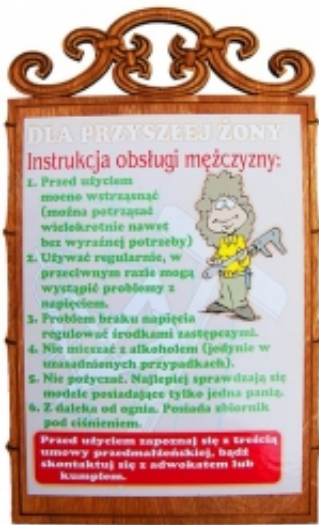 DLA PRZYSZŁEJ ŻONY
Instrukcja obsługi mężczyzny:
1. Przed użyciem
mocno wstrząsnąć
(można potrząsać
wielokrotnie nawet
bez wyraźnej potrzeby)
2. Używać regularnie, w
przeciwnym razie mogą
wystąpić problemy z
napięciem.
3. Problem braku napięcia
regulować środkami zastępczymi.
4. Nie mieszać z alkoholem (jedynie w
uzasadnionych przypadkach).
5. Nie pożyczać. Najlepiej sprawdzają się
modele posiadające tylko jedną panią.
6. Z daleka od ognia. Posiada zbiornik
pod ciśnieniem.
Przed użyciem zapoznaj się z treścią
umowy przedmałżeńskiej, bądź
skontaktuj się z adwokatem lub
kumplem.